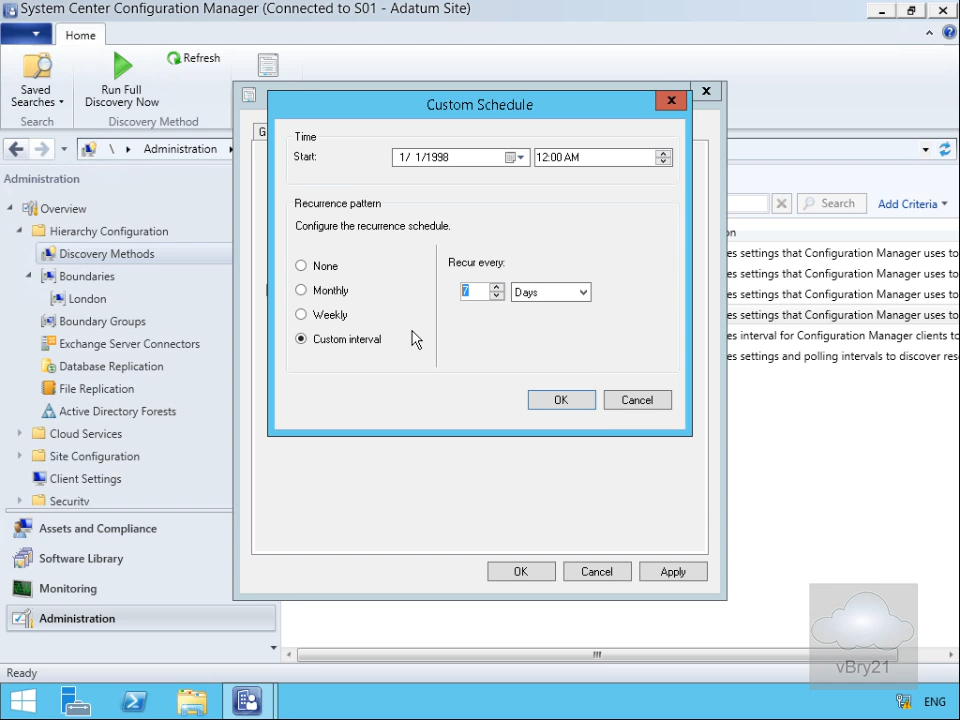 System Center Configuration Manager (Connected to S01 - Adatum Site)
Home
Saved Searches
Run Full Discovery Now
Refresh
Search
Discovery Method
\ Administration
Administration
Overview
Hierarchy Configuration
Discovery Methods
Boundaries
London
Boundary Groups
Exchange Server Connectors
Database Replication
File Replication
Active Directory Forests
Cloud Services
Site Configuration
Client Settings
Security
Assets and Compliance
Software Library
Monitoring
Administration
Custom Schedule
Time
Start:
1/ 1/1998
12:00 AM
Recurrence pattern
Configure the recurrence schedule.
None
Monthly
Weekly
Custom interval
Recur every:
7
Days
OK
Cancel
OK
Cancel
Apply
Search
Add Criteria
es settings that Configuration Manager uses to
es settings that Configuration Manager uses to
es settings that Configuration Manager uses to
es settings that Configuration Manager uses to
es interval for Configuration Manager clients to
es settings and polling intervals to discover res
vBry21
Ready
ENG